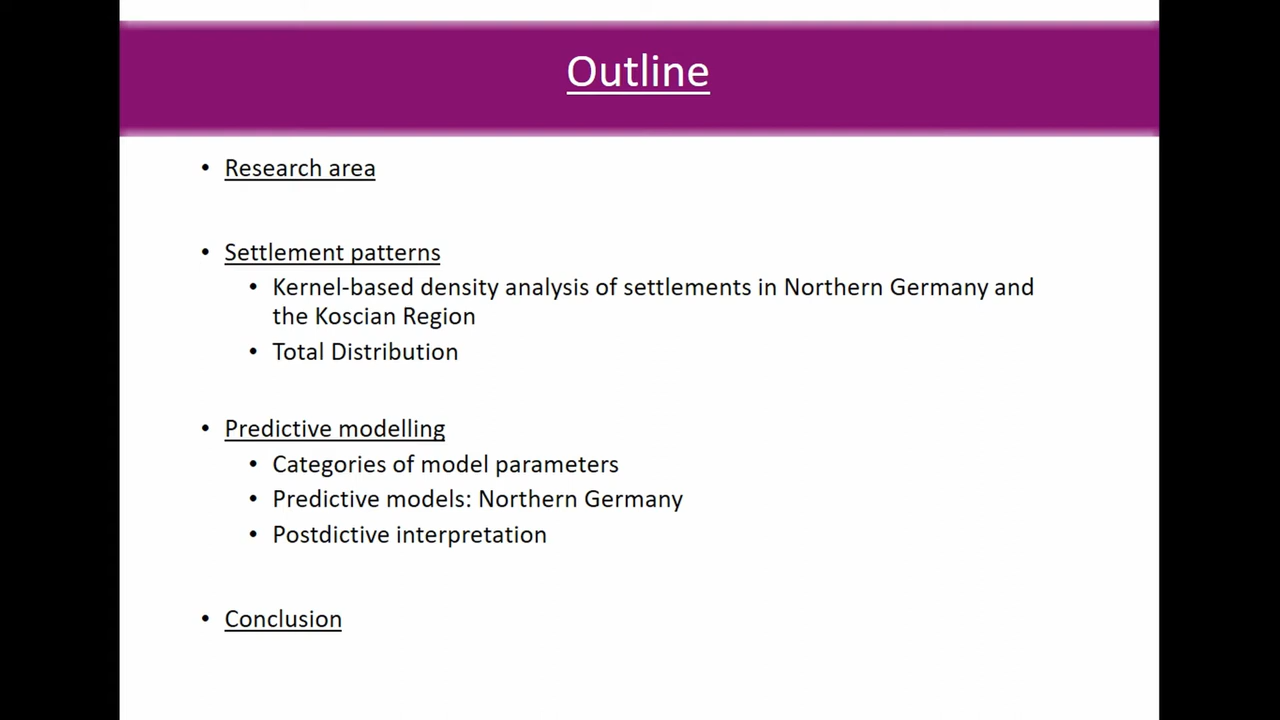 Outline
• Research area
• Settlement patterns
• Kernel-based density analysis of settlements in Northern Germany and
the Koscian Region
• Total Distribution
• Predictive modelling
• Categories of model parameters
• Predictive models: Northern Germany
• Postdictive interpretation
• Conclusion